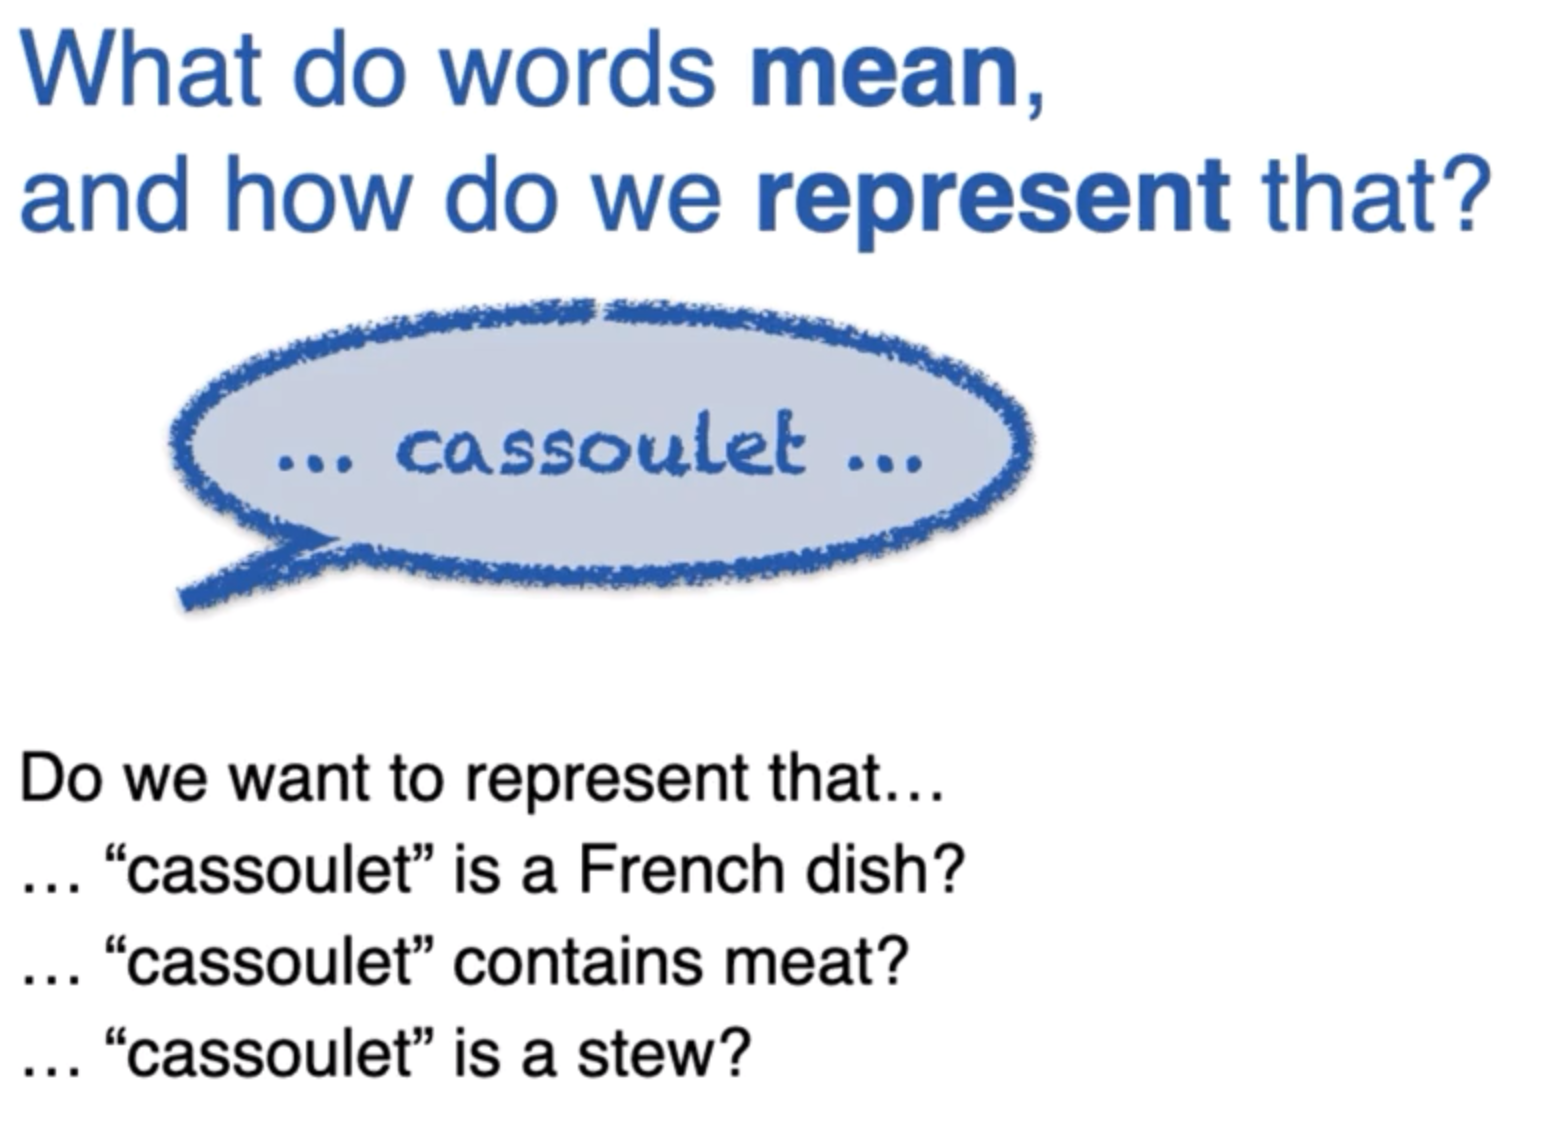 What do words mean,
and how do we represent that?
... cassoulet ...
Do we want to represent that…
… “cassoulet” is a French dish?
… “cassoulet” contains meat?
… “cassoulet” is a stew?